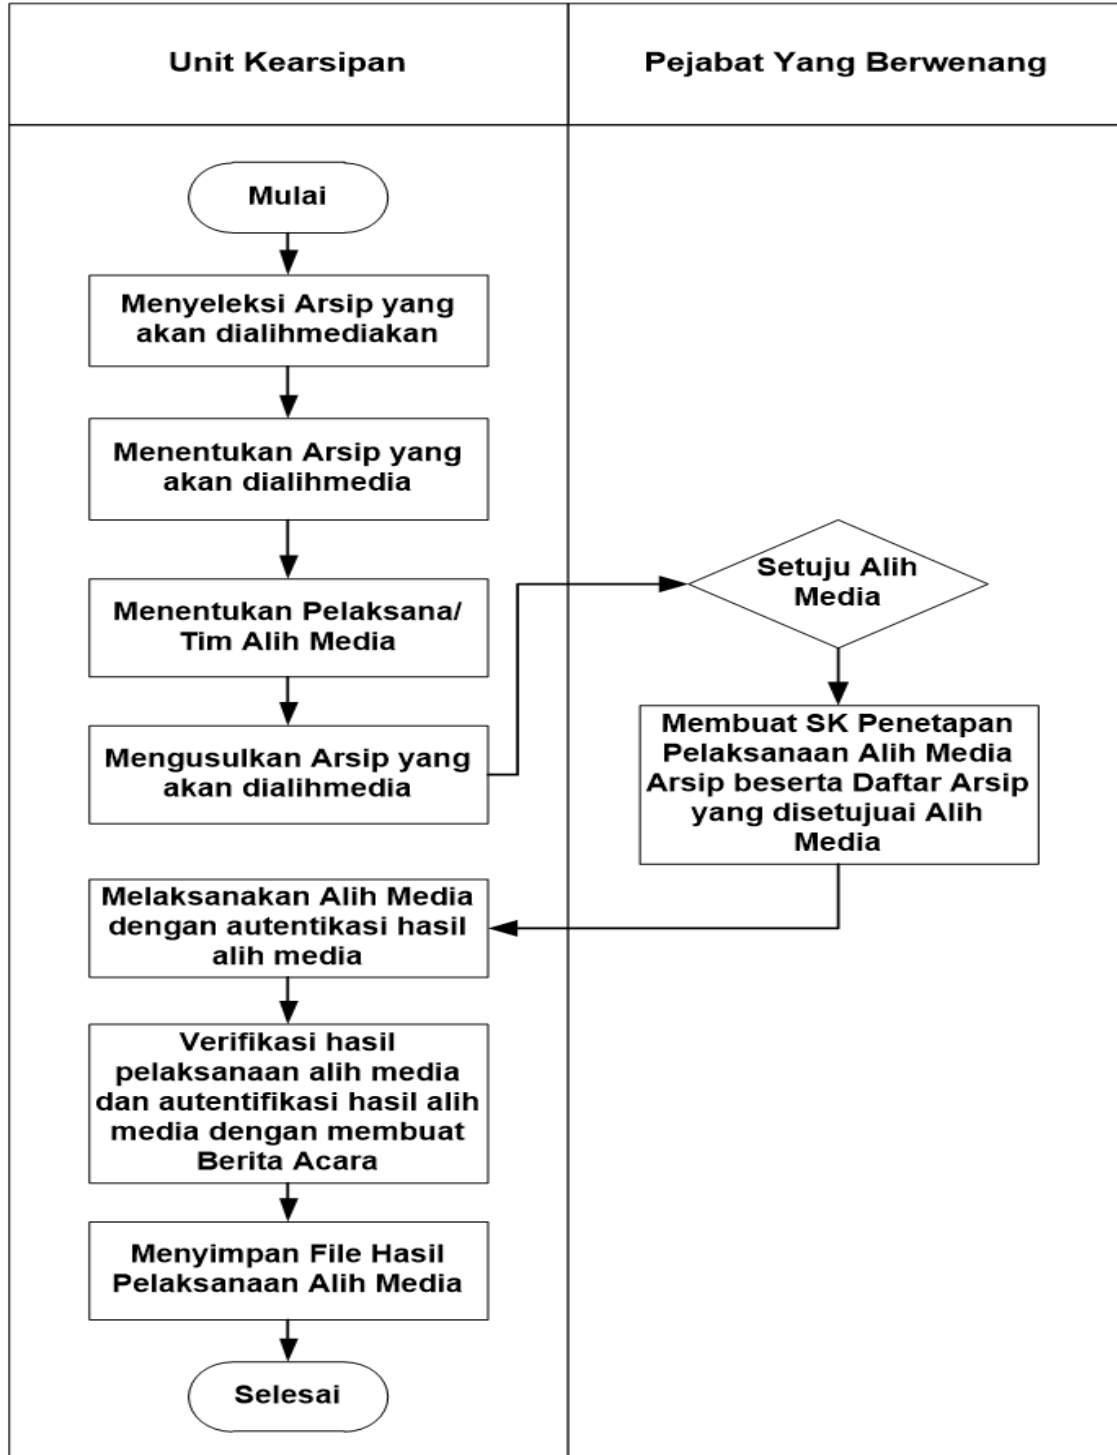 Unit Kearsipan
Pejabat Yang Berwenang
Mulai
Menyeleksi Arsip yang
akan dialihmediakan
Menentukan Arsip yang
akan dialihmedia
Menentukan Pelaksana/
Tim Alih Media
Mengusulkan Arsip yang
akan dialihmedia
Setuju Alih
Media
Membuat SK Penetapan
Pelaksanaan Alih Media
Arsip beserta Daftar Arsip
yang disetujuai Alih
Media
Melaksanakan Alih Media
dengan autentikasi hasil
alih media
Verifikasi hasil
pelaksanaan alih media
dan autentifikasi hasil alih
media dengan membuat
Berita Acara
Menyimpan File Hasil
Pelaksanaan Alih Media
Selesai